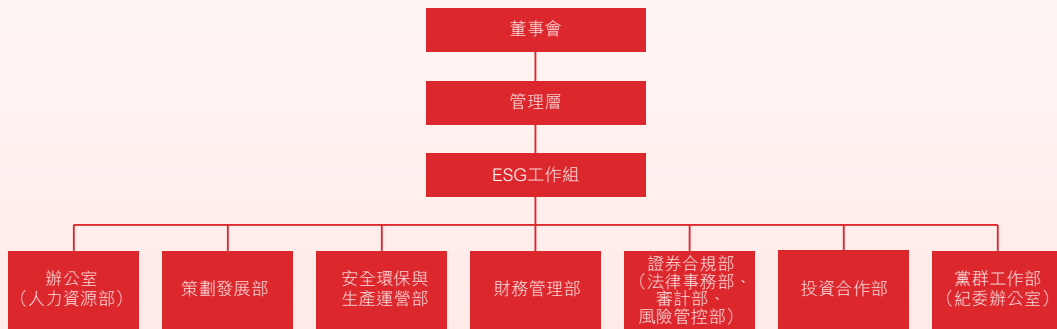 董事會
管理層
ESG工作組
辦公室
（人力資源部）
策劃發展部
安全環保與
生產運營部
財務管理部
證券合規部
（法律事務部、
審計部、
風險管控部）
投資合作部
黨群工作部
（紀委辦公室）